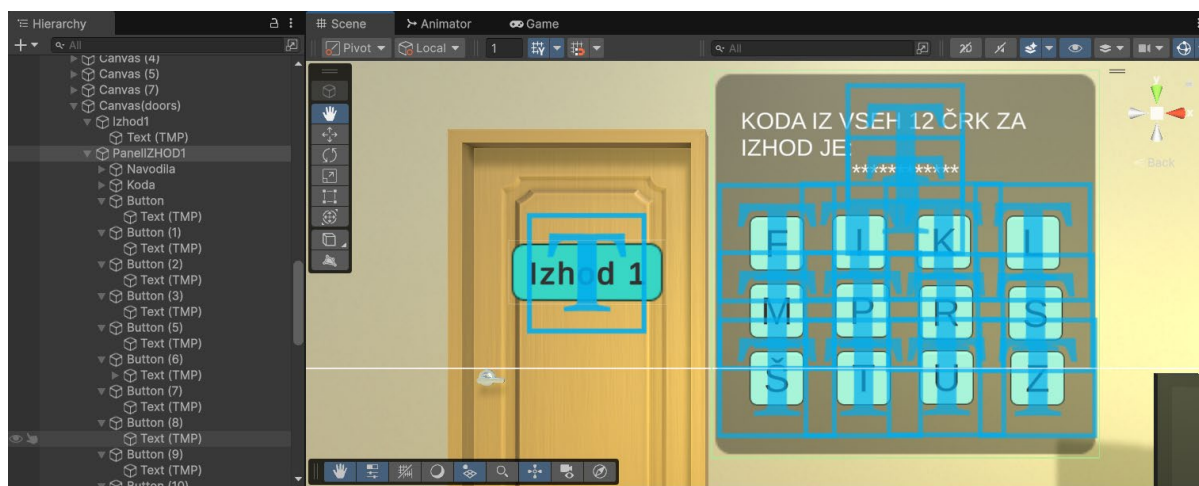 Hierarchy
Scene
Animator
Game
All
Pivot
Local
1
All
Canvas (4)
Canvas (5)
Canvas (7)
Canvas(doors)
Izhod1
Text (TMP)
PanelIZHOD1
Navodila
Koda
Button
Text (TMP)
Button (1)
Text (TMP)
Button (2)
Text (TMP)
Button (3)
Text (TMP)
Button (5)
Text (TMP)
Button (6)
Text (TMP)
Button (7)
Text (TMP)
Button (8)
Text (TMP)
Button (9)
Text (TMP)
Button (10)
Izhod 1
KODA IZ VSEH 12 ČRK ZA
IZHOD JE:
************
F I K L
M P R S
Š T U Z
Y
X
Back